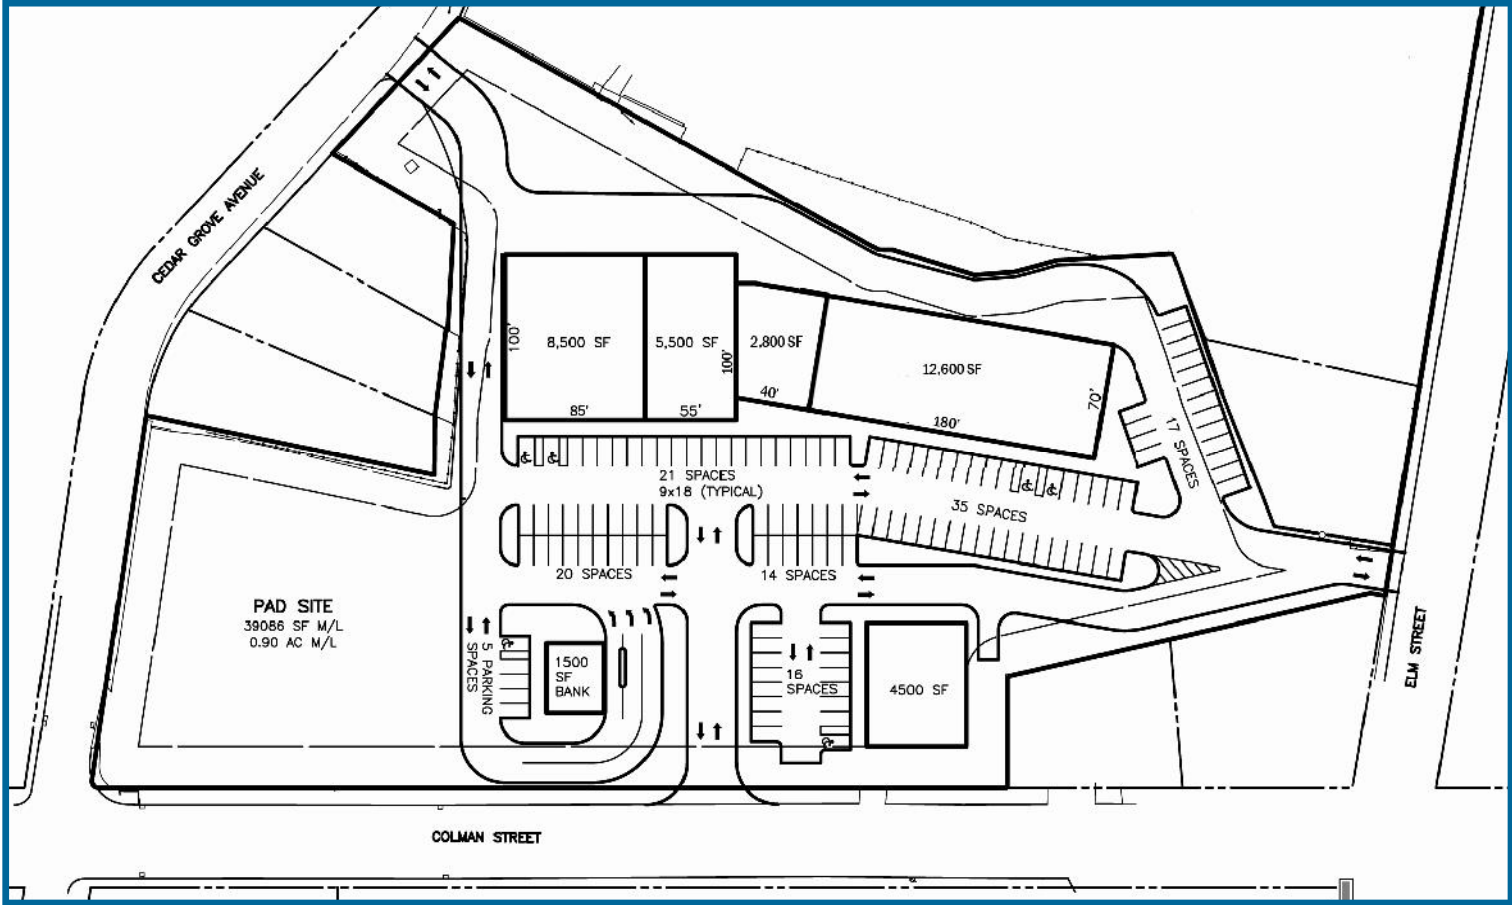 CEDAR GROVE AVENUE
100'
8,500 SF
5,500 SF
100'
2,800 SF
12,600 SF
85'
55'
40'
180'
70'
17 SPACES
21 SPACES
9x18 (TYPICAL)
35 SPACES
20 SPACES
14 SPACES
PAD SITE
39086 SF M/L
0.90 AC M/L
5 PARKING
SPACES
1500
SF
BANK
16
SPACES
4500 SF
ELM STREET
COLMAN STREET